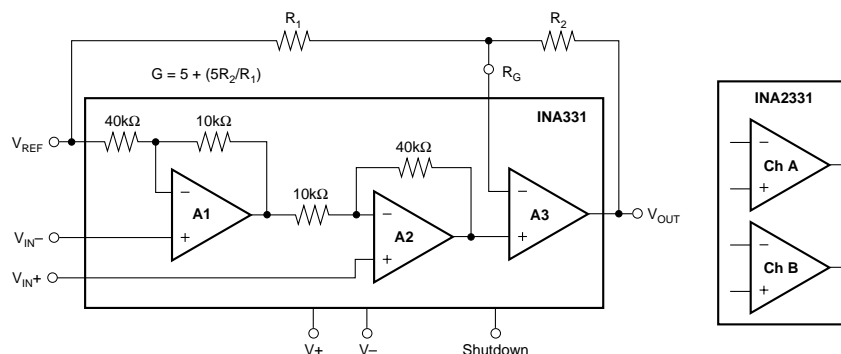 R1
R2
G = 5 + (5R2/R1)
RG
INA331
40kΩ
10kΩ
40kΩ
VREF
−
A1
+
10kΩ
−
A2
+
−
A3
+
VOUT
VIN−
VIN+
V+
V−
Shutdown
INA2331
−
Ch A
+
−
Ch B
+